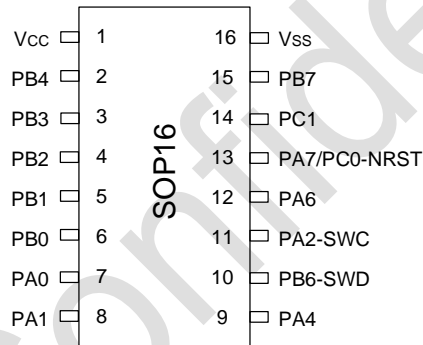 Vcc 1 16 Vss
PB4 2 15 PB7
PB3 3 14 PC1
PB2 4 13 PA7/PC0-NRST
PB1 5 12 PA6
PB0 6 11 PA2-SWC
PA0 7 10 PB6-SWD
PA1 8 9 PA4
SOP16